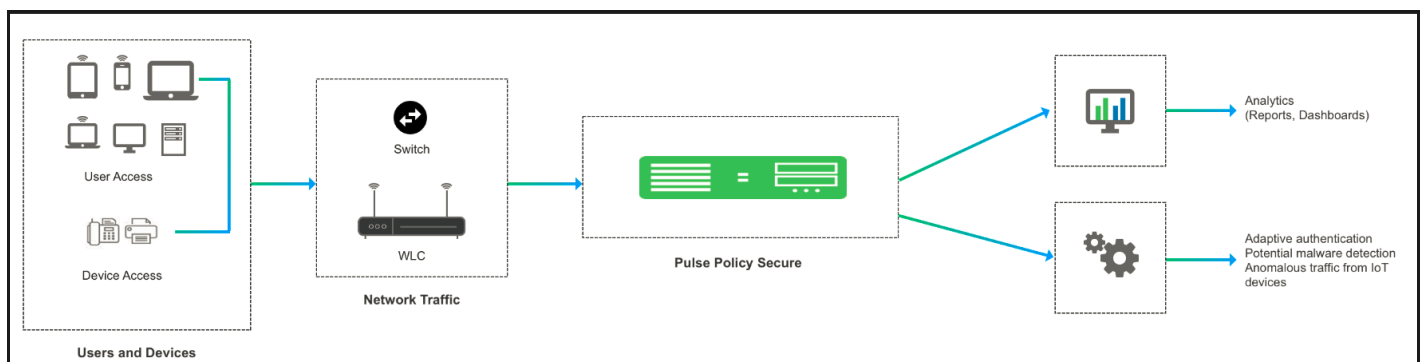 User Access
Device Access
Users and Devices
Switch
WLC
Network Traffic
Pulse Policy Secure
Analytics
(Reports, Dashboards)
Adaptive authentication
Potential malware detection
Anomalous traffic from IoT
devices